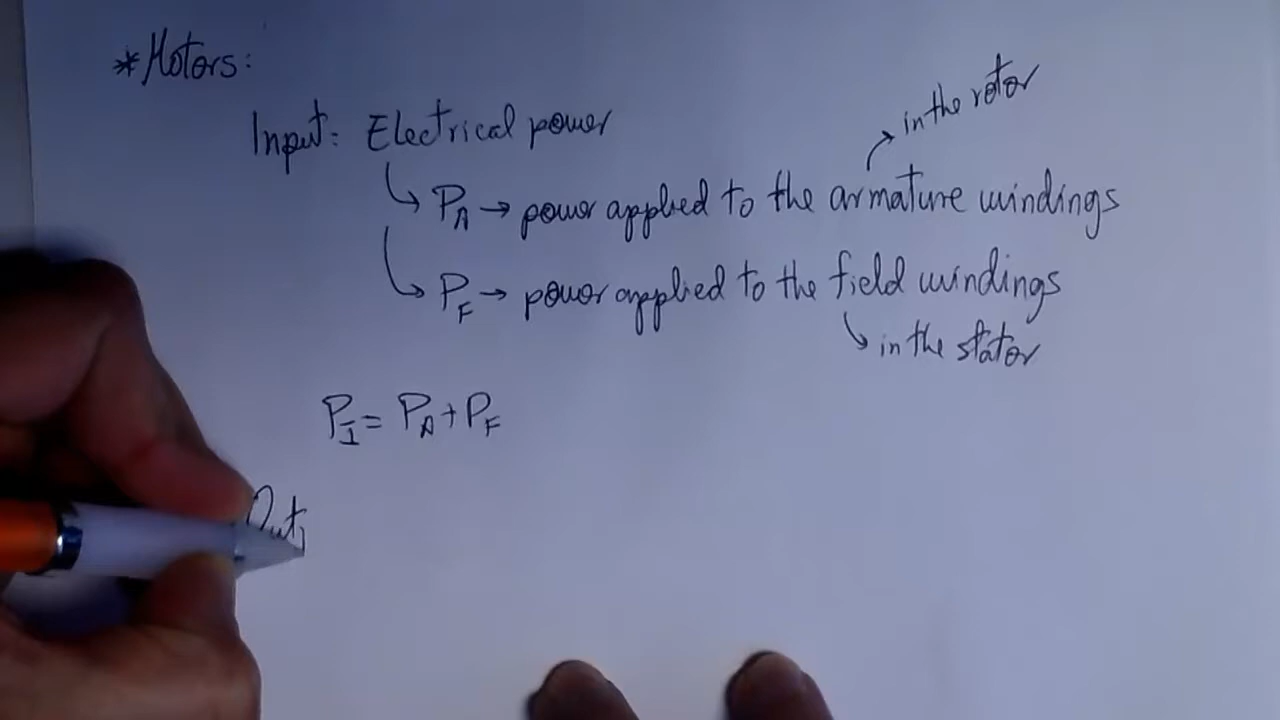 *Motors:
in the rotor
Input: Electrical power
P_A → power applied to the armature windings
P_F → power applied to the field windings
in the stator
P_I = P_A + P_F
Outp